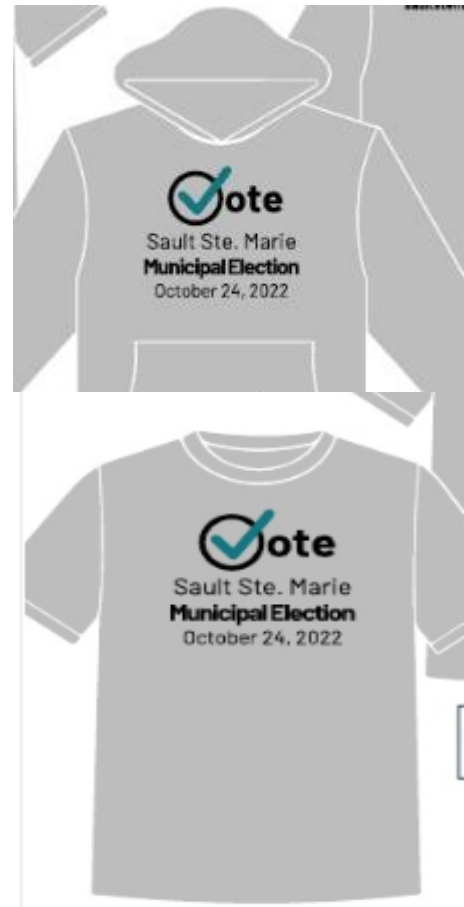 Vote
Sault Ste. Marie
Municipal Election
October 24, 2022
Vote
Sault Ste. Marie
Municipal Election
October 24, 2022